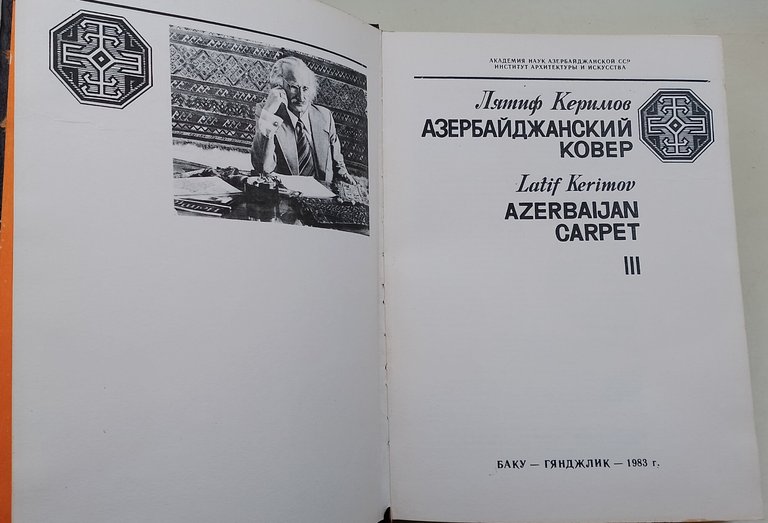 АКАДЕМИЯ НАУК АЗЕРБАЙДЖАНСКОЙ ССР
ИНСТИТУТ АРХИТЕКТУРЫ И ИСКУССТВА
Лятиф Керимов
АЗЕРБАЙДЖАНСКИЙ
КОВЕР
Latif Kerimov
AZERBAIJAN
CARPET
III
БАКУ — ГЯНДЖЛИК — 1983 г.